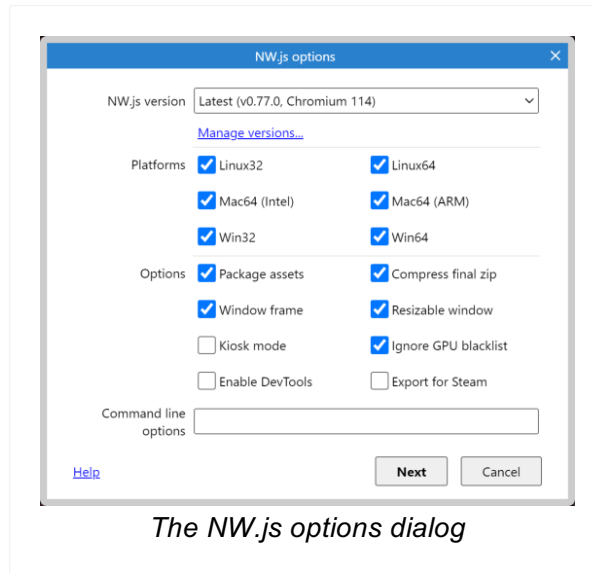 NW.js options
NW.js version Latest (v0.77.0, Chromium 114)
Manage versions...
Platforms Linux32 Linux64
Mac64 (Intel) Mac64 (ARM)
Win32 Win64
Options Package assets Compress final zip
Window frame Resizable window
Kiosk mode Ignore GPU blacklist
Enable DevTools Export for Steam
Command line
options
Help Next Cancel
The NW.js options dialog